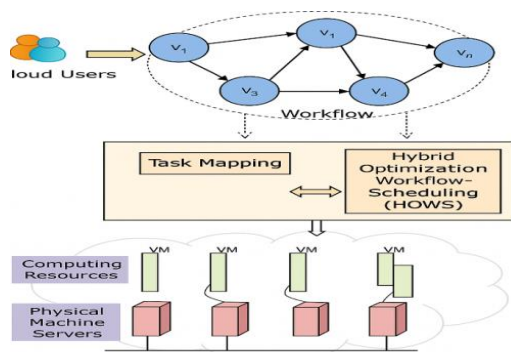 v1
v1
vn
loud Users
v3
v4
Workflow
Task Mapping
Hybrid
Optimization
Workflow-
Scheduling
(HOWS)
VM
VM
VM
VM
Computing
Resources
Physical
Machine
Servers